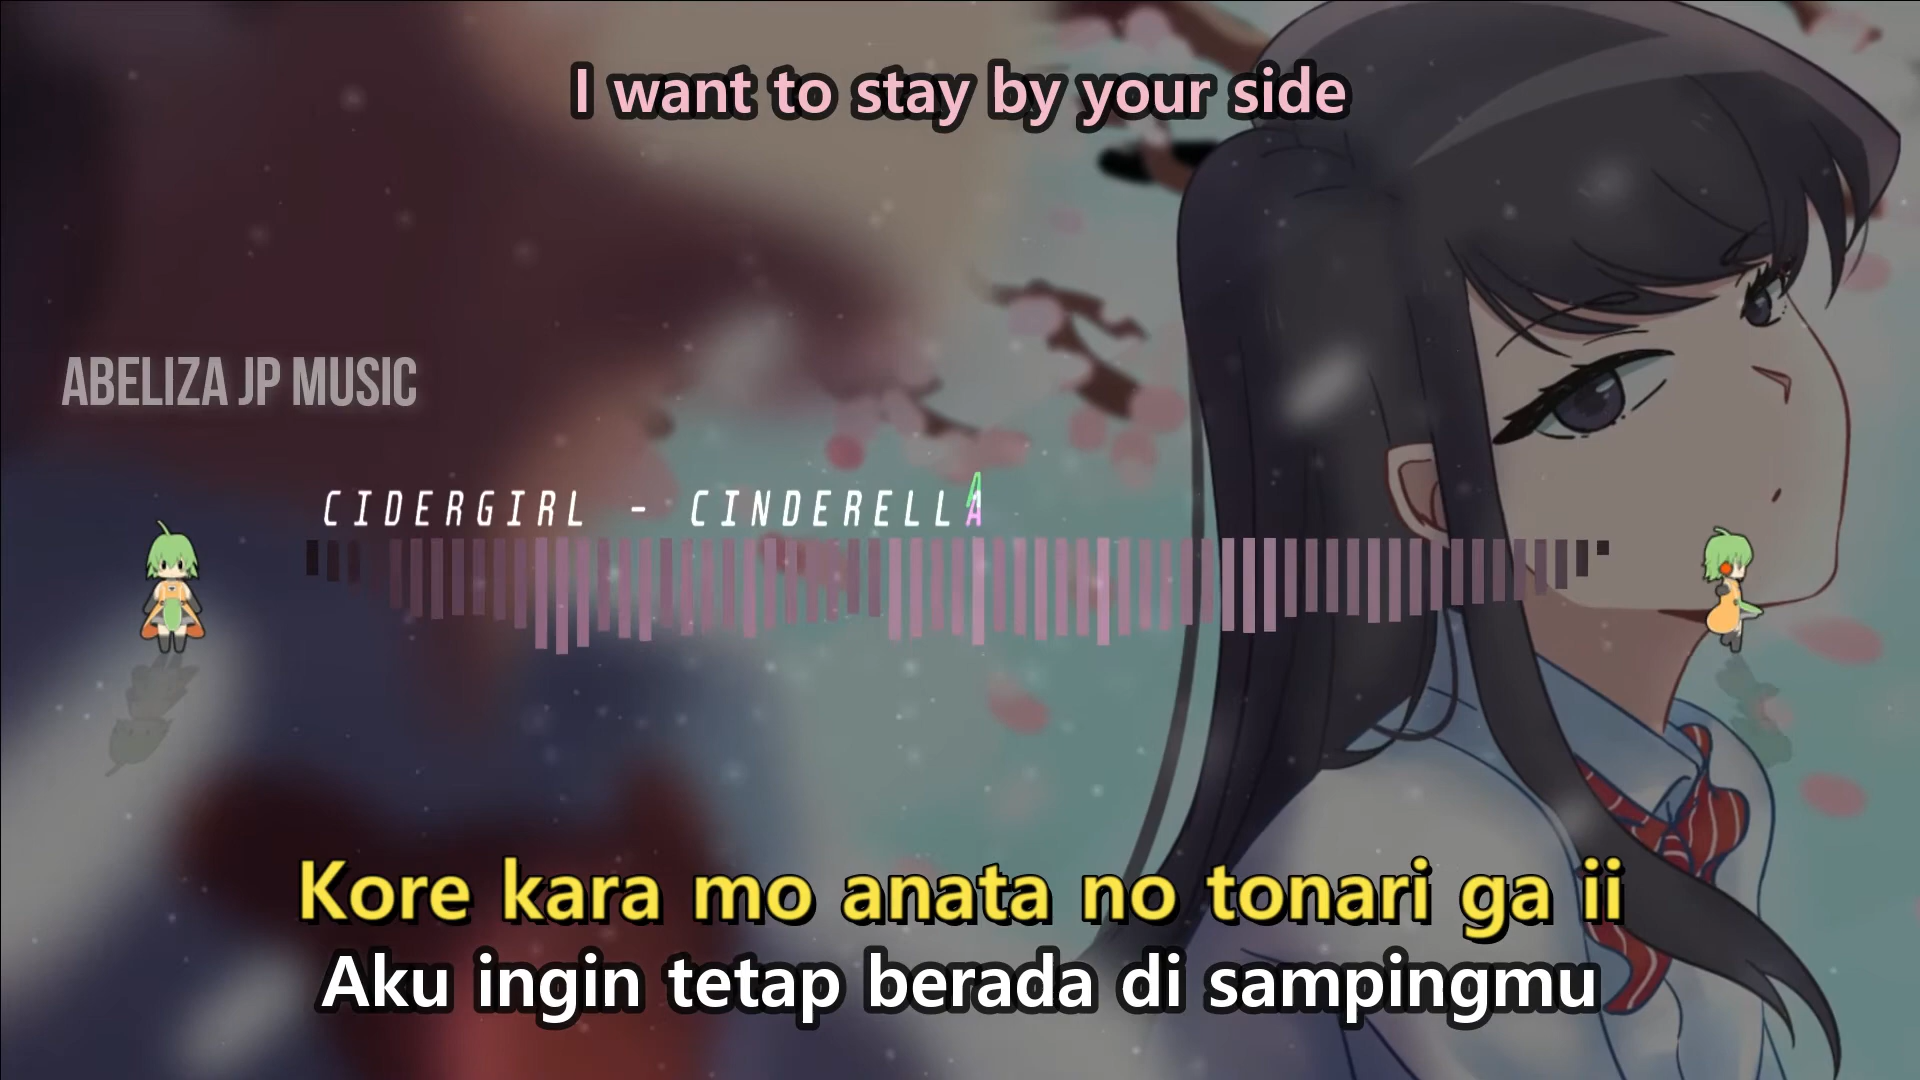 I want to stay by your side
ABELIZA JP MUSIC
CIDERGIRL - CINDERELLA
Kore kara mo anata no tonari ga ii
Aku ingin tetap berada di sampingmu